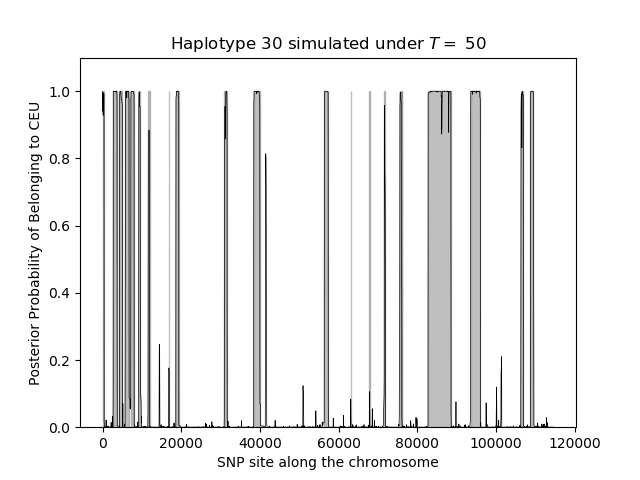 Haplotype 30 simulated under T = 50
Posterior Probability of Belonging to CEU
1.0
0.8
0.6
0.4
0.2
0.0
0 20000 40000 60000 80000 100000 120000
SNP site along the chromosome